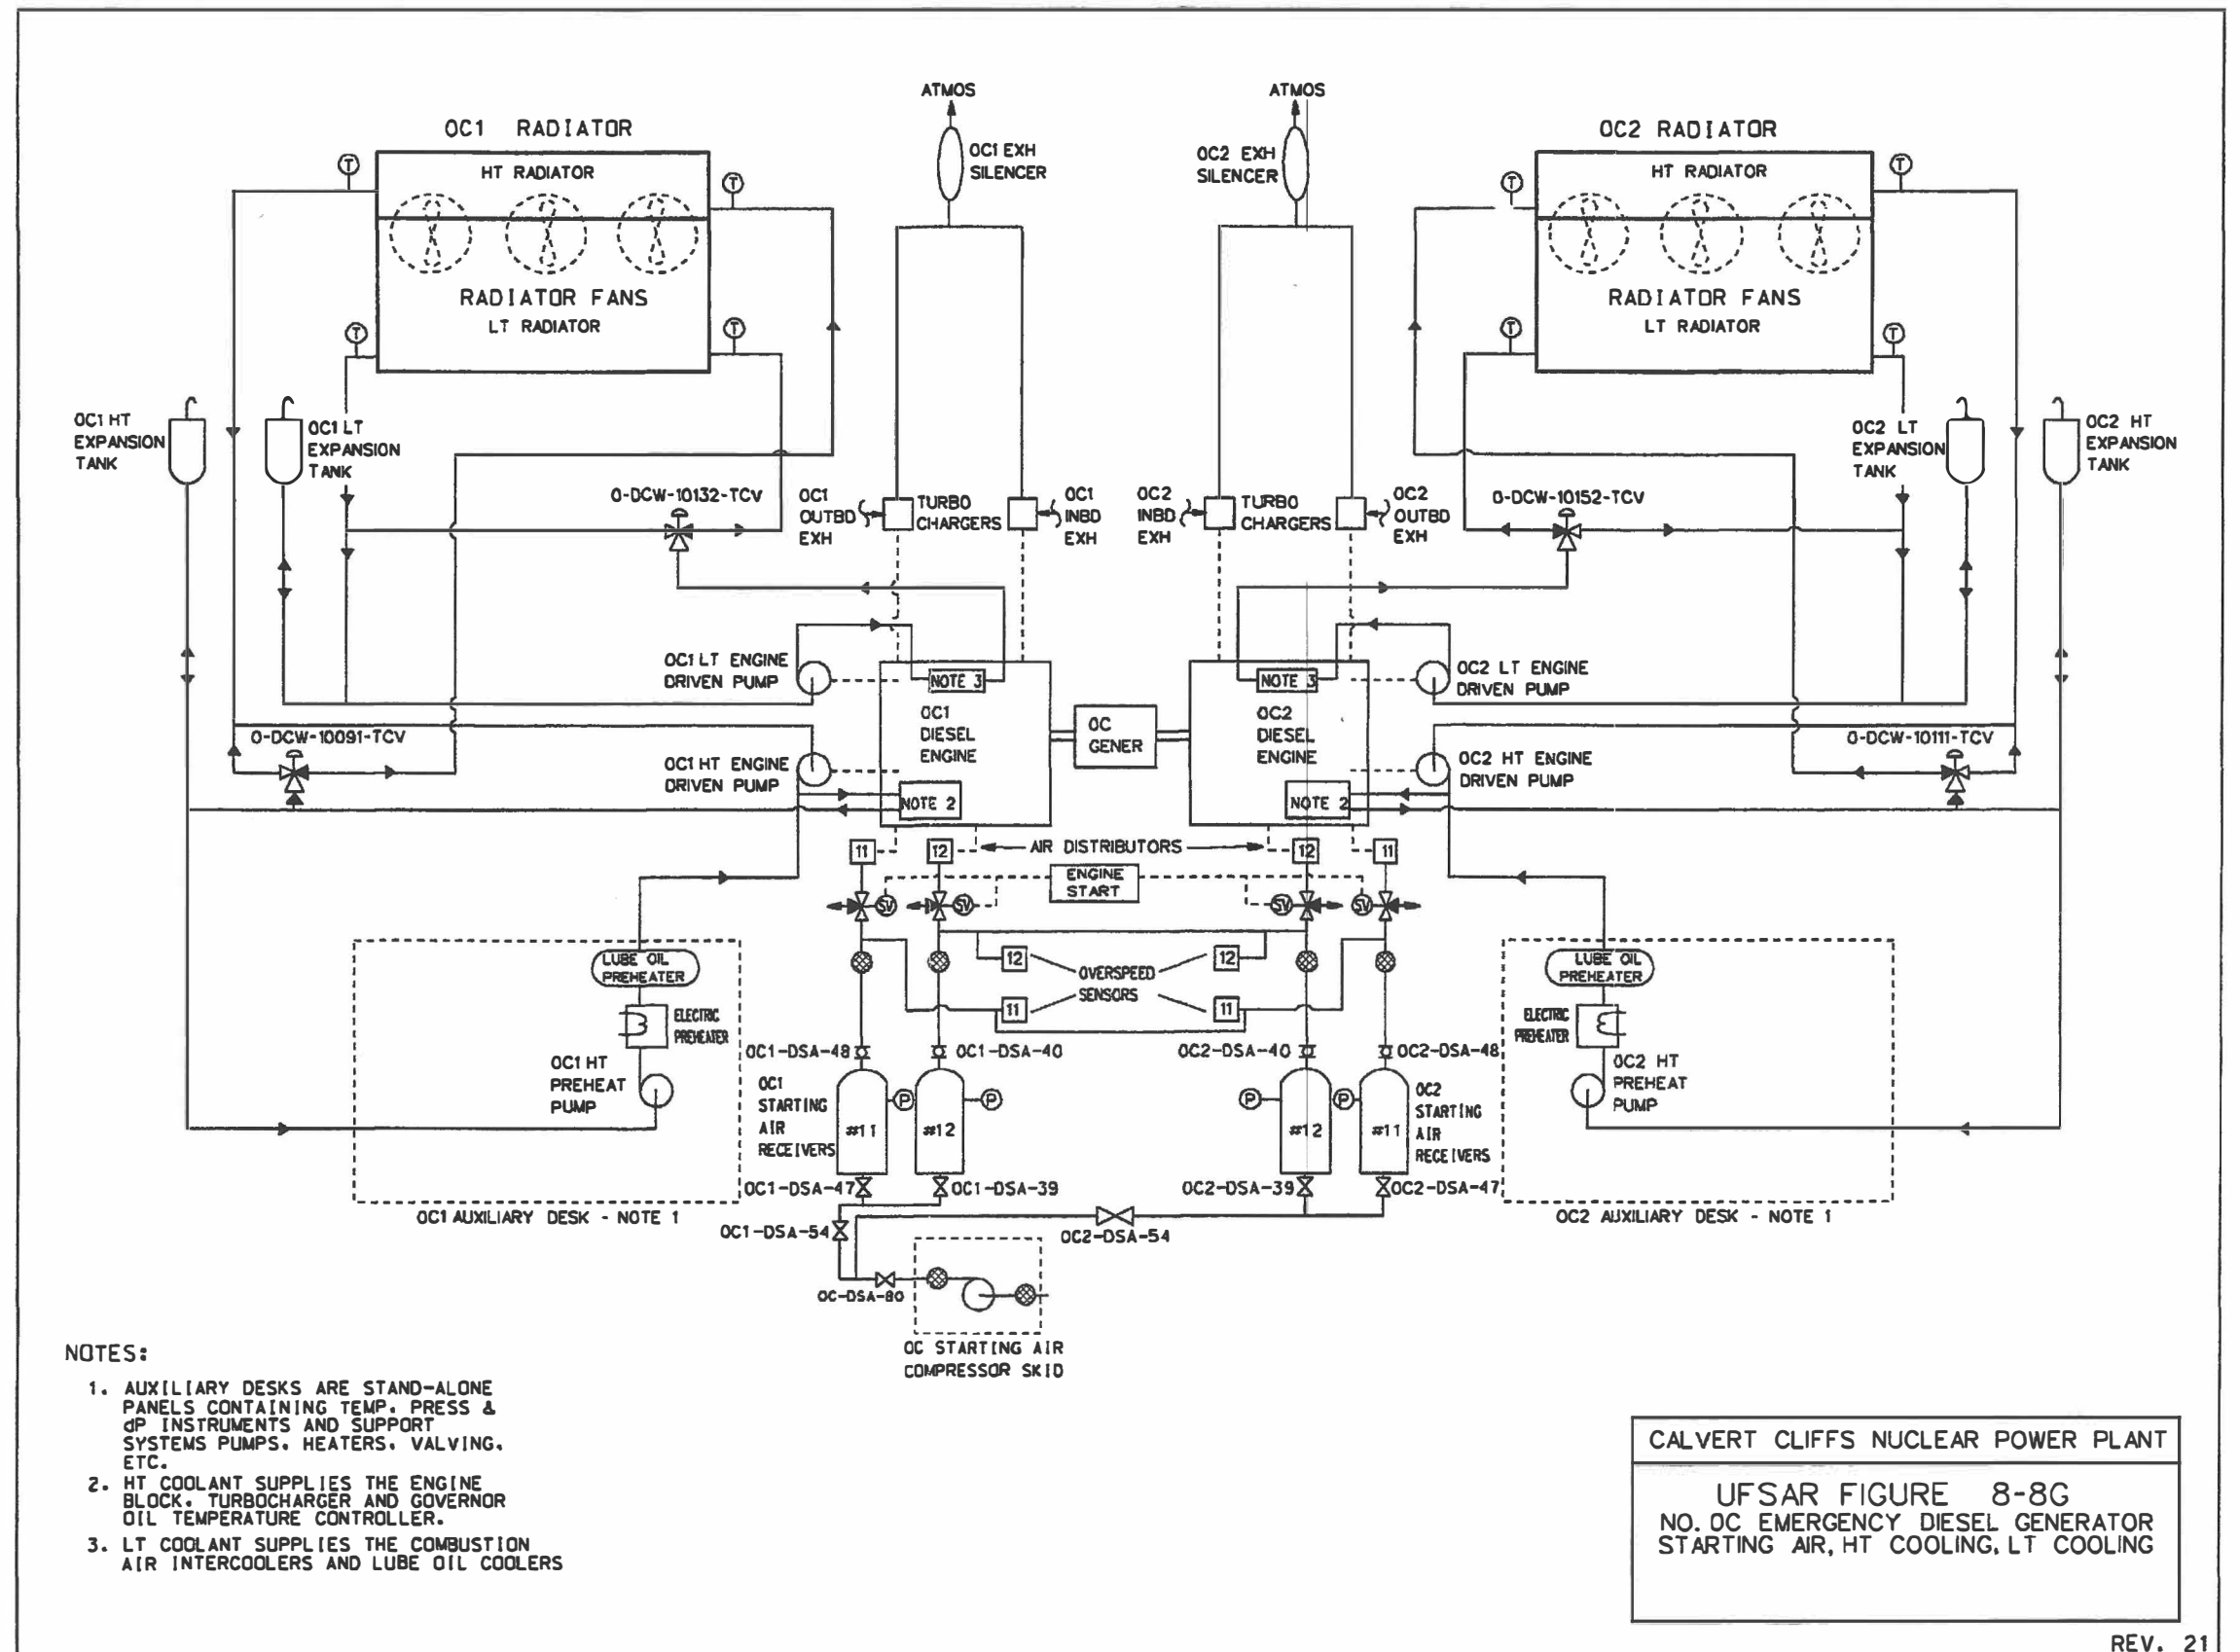 ATMOS
ATMOS
OC1 RADIATOR
OC2 RADIATOR
OC1 EXH
SILENCER
OC2 EXH
SILENCER
T
HT RADIATOR
T
T
HT RADIATOR
T
RADIATOR FANS
LT RADIATOR
RADIATOR FANS
LT RADIATOR
T
T
T
T
OC1 HT
EXPANSION
TANK
OC1 LT
EXPANSION
TANK
OC2 LT
EXPANSION
TANK
OC2 HT
EXPANSION
TANK
O-DCW-10132-TCV
OC1
OUTBD
EXH
TURBO
CHARGERS
OC1
INBD
EXH
OC2
INBD
EXH
TURBO
CHARGERS
OC2
OUTBD
EXH
O-DCW-10152-TCV
OC1 LT ENGINE
DRIVEN PUMP
NOTE 3
NOTE 3
OC2 LT ENGINE
DRIVEN PUMP
OC1
DIESEL
ENGINE
OC
GENER
OC2
DIESEL
ENGINE
O-DCW-10091-TCV
O-DCW-10111-TCV
OC1 HT ENGINE
DRIVEN PUMP
OC2 HT ENGINE
DRIVEN PUMP
NOTE 2
NOTE 2
11
12
AIR DISTRIBUTORS
12
11
ENGINE
START
SV
SV
SV
SV
LUBE OIL
PREHEATER
12
OVERSPEED
SENSORS
12
LUBE OIL
PREHEATER
11
11
ELECTRIC
PREHEATER
ELECTRIC
PREHEATER
OC1-DSA-48
OC1-DSA-40
OC2-DSA-40
OC2-DSA-48
OC1 HT
PREHEAT
PUMP
OC2 HT
PREHEAT
PUMP
OC1
STARTING
AIR
RECEIVERS
P
P
P
P
OC2
STARTING
AIR
RECEIVERS
#11
#12
#12
#11
OC1-DSA-47
OC1-DSA-39
OC2-DSA-39
OC2-DSA-47
OC1 AUXILIARY DESK - NOTE 1
OC2 AUXILIARY DESK - NOTE 1
OC1-DSA-54
OC2-DSA-54
OC-DSA-80
OC STARTING AIR
COMPRESSOR SKID
NOTES:
1. AUXILIARY DESKS ARE STAND-ALONE
PANELS CONTAINING TEMP. PRESS &
dP INSTRUMENTS AND SUPPORT
SYSTEMS PUMPS. HEATERS. VALVING.
ETC.
2. HT COOLANT SUPPLIES THE ENGINE
BLOCK. TURBOCHARGER AND GOVERNOR
OIL TEMPERATURE CONTROLLER.
3. LT COOLANT SUPPLIES THE COMBUSTION
AIR INTERCOOLERS AND LUBE OIL COOLERS
CALVERT CLIFFS NUCLEAR POWER PLANT
UFSAR FIGURE 8-8G
NO. OC EMERGENCY DIESEL GENERATOR
STARTING AIR, HT COOLING, LT COOLING
REV. 21